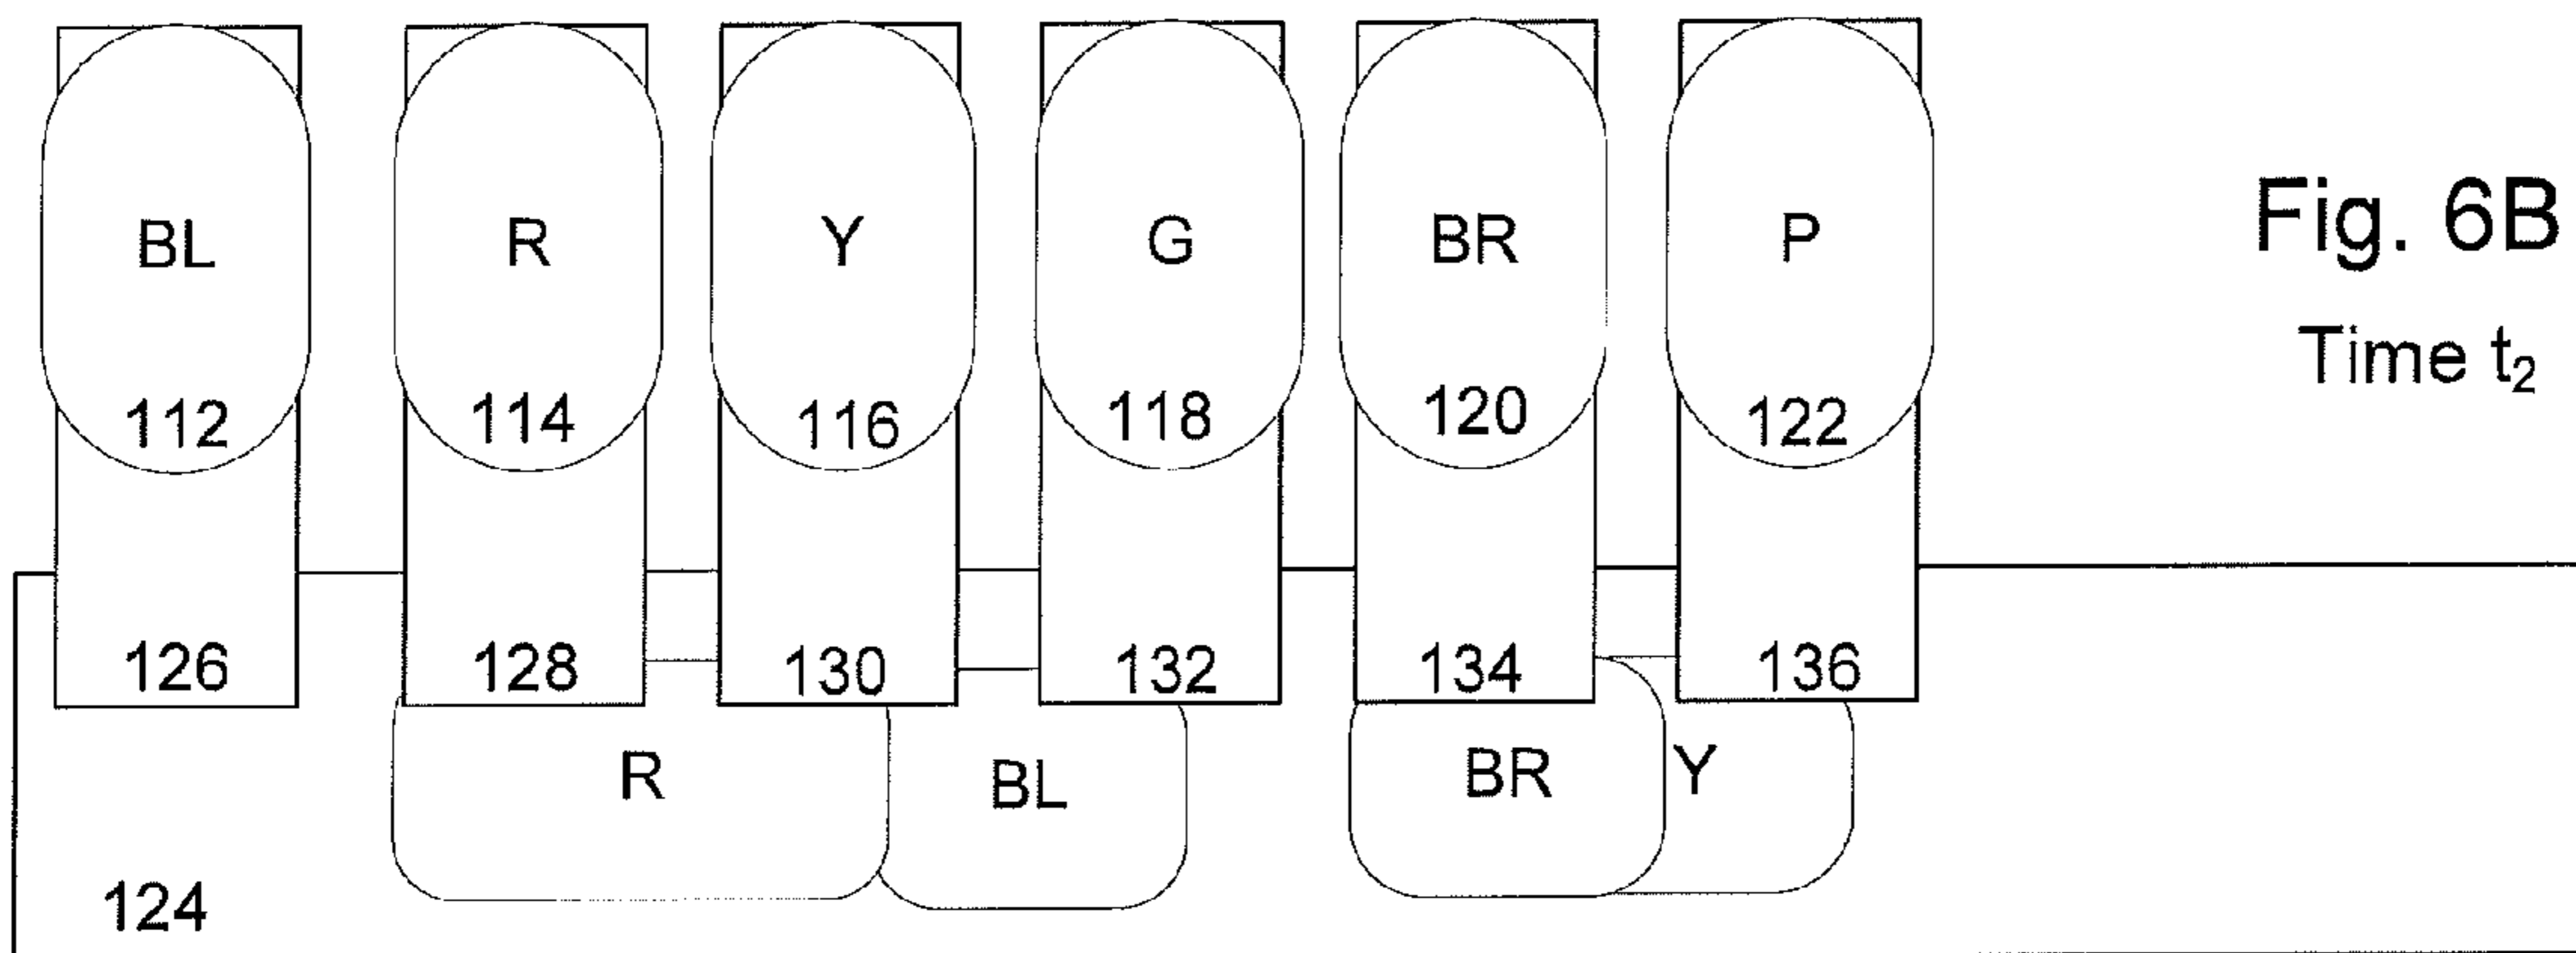 BL R Y G BR P
Fig. 6B
112 114 116 118 120 122
Time t₂
126 128 130 132 134 136
R BL BR Y
124